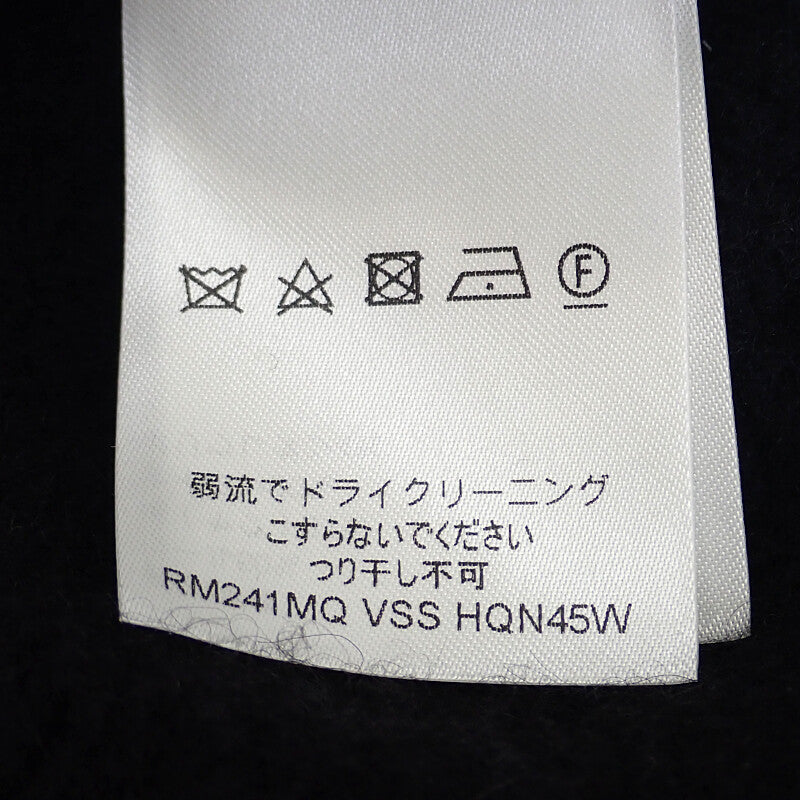 F
弱流でドライクリーニング
こすらないでください
つり干し不可
RM241MQ VSS HQN45W